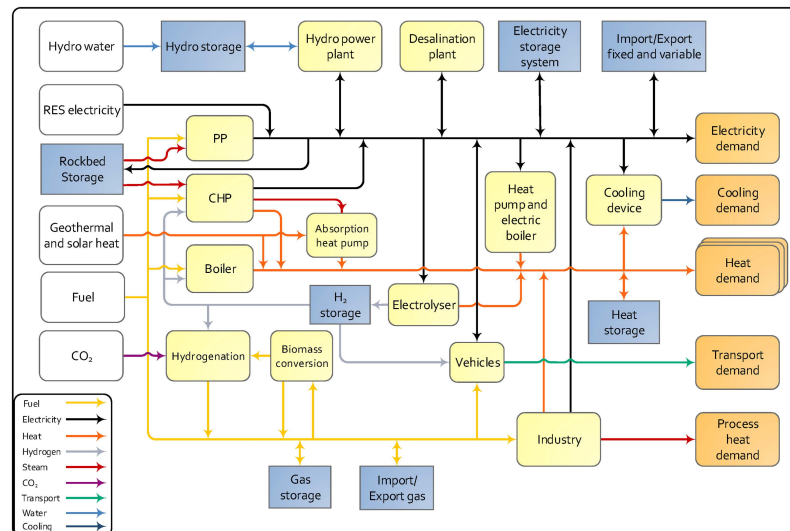 Hydro water
Hydro storage
Hydro power
plant
Desalination
plant
Electricity
storage
system
Import/Export
fixed and variable
RES electricity
PP
Electricity
demand
Rockbed
Storage
CHP
Heat
pump and
electric
boiler
Cooling
device
Cooling
demand
Geothermal
and solar heat
Absorption
heat pump
Boiler
Heat
demand
Fuel
H₂
storage
Electrolyser
Heat
storage
CO₂
Hydrogenation
Biomass
conversion
Vehicles
Transport
demand
Fuel
Electricity
Heat
Hydrogen
Steam
CO₂
Transport
Water
Cooling
Industry
Process
heat
demand
Gas
storage
Import/
Export gas